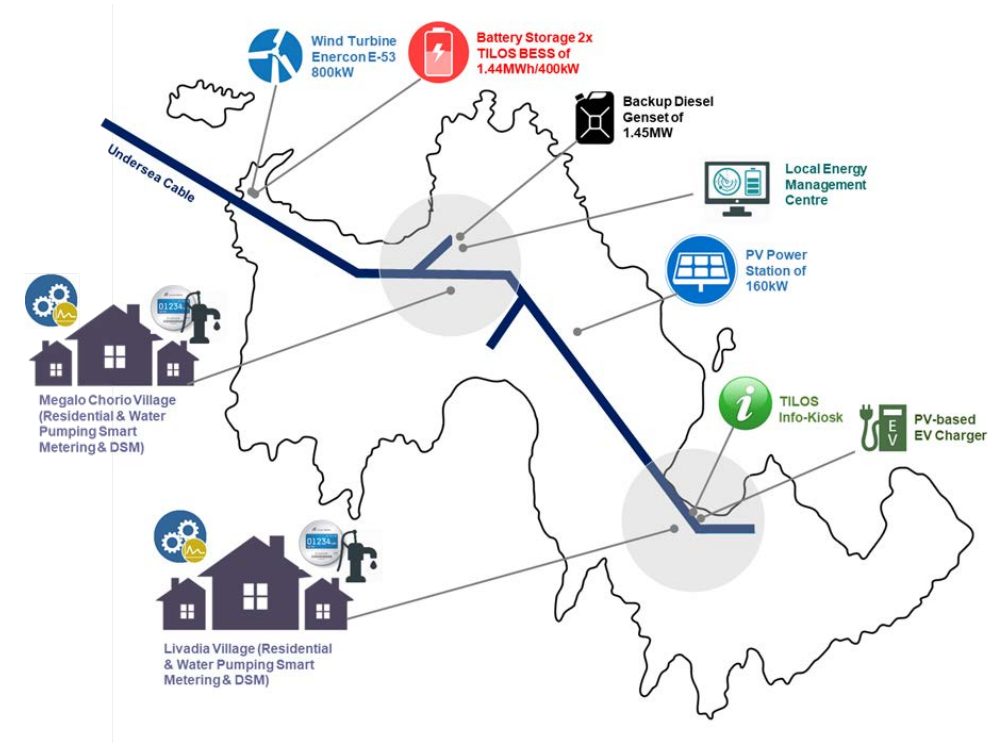 Wind Turbine
Enercon E-53
800kW
Battery Storage 2x
TILOS BESS of
1.44MWh/400kW
Backup Diesel
Genset of
1.45MW
Undersea Cable
Local Energy
Management
Centre
PV Power
Station of
160kW
01234
Megalo Chorio Village
(Residential & Water
Pumping Smart
Metering & DSM)
TILOS
Info-Kiosk
EV
PV-based
EV Charger
01234
Livadia Village (Residential
& Water Pumping Smart
Metering & DSM)